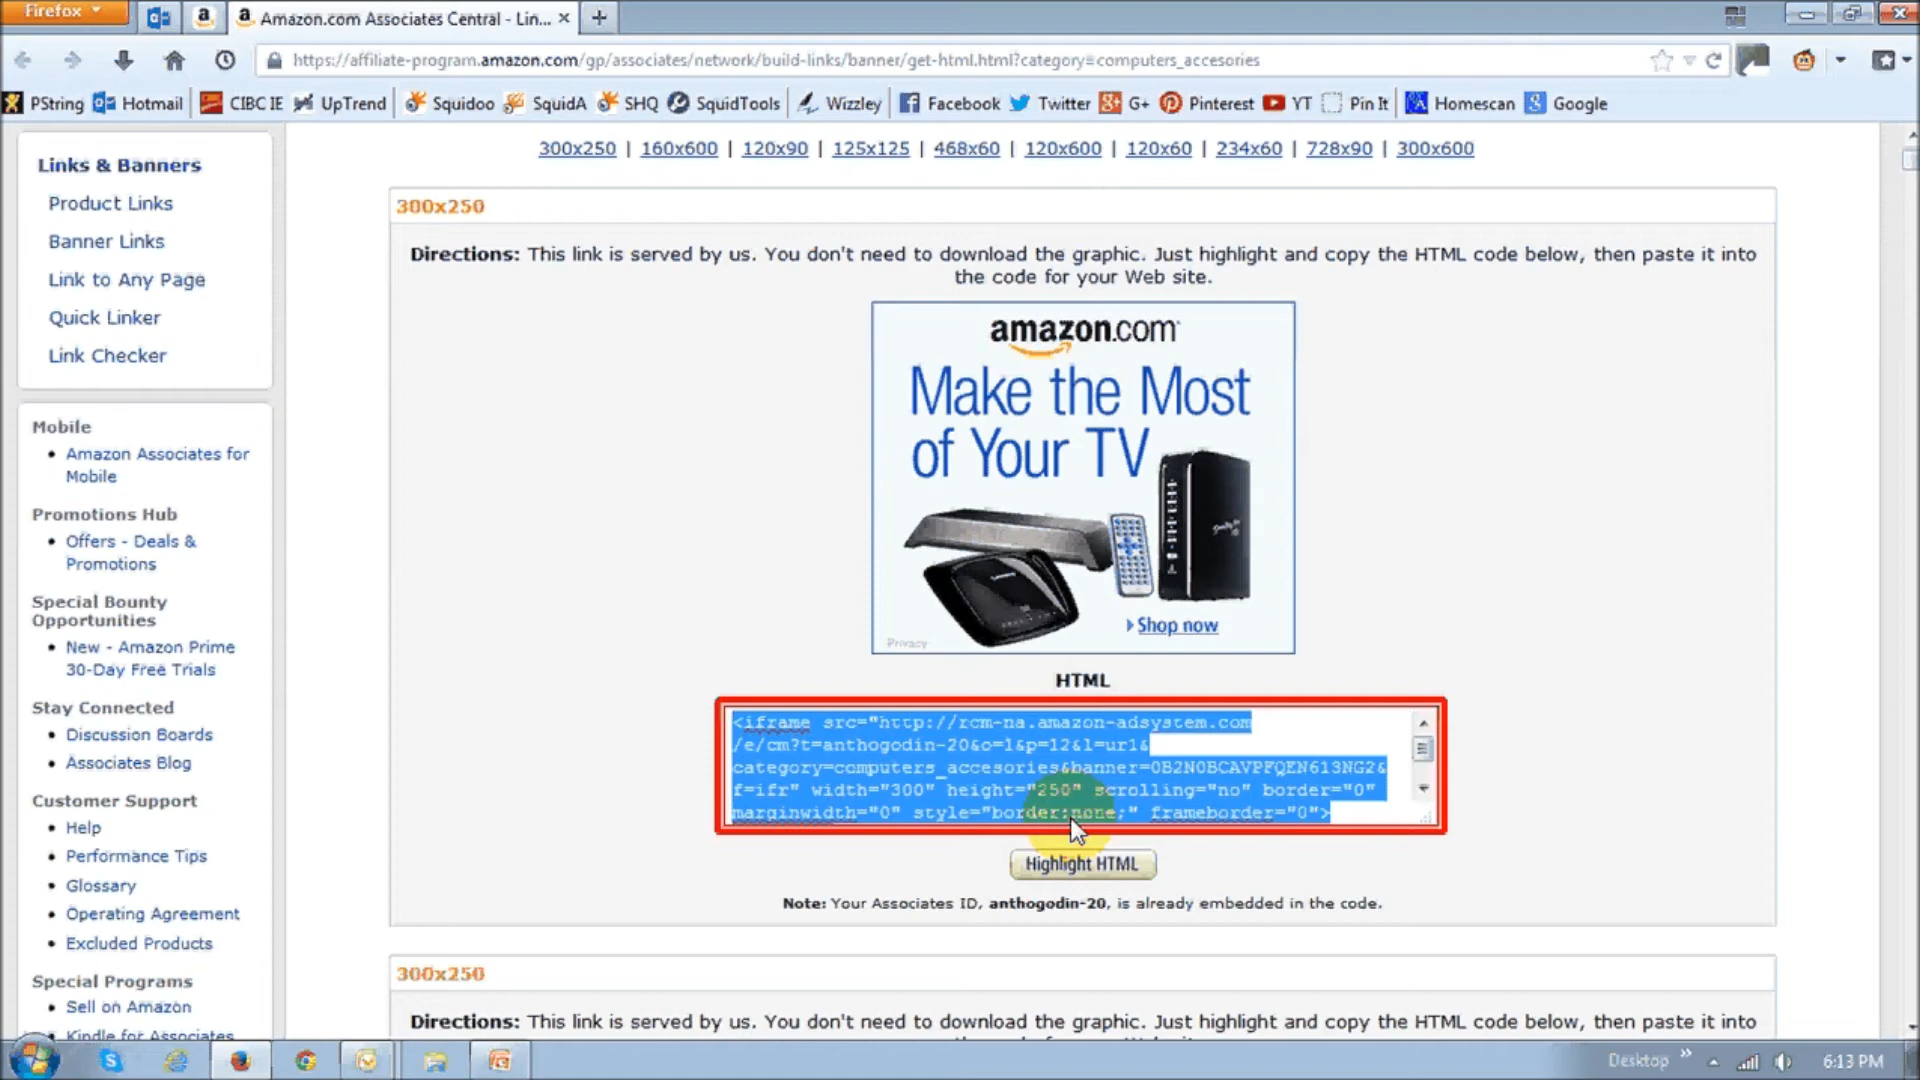 Firefox
Amazon.com Associates Central - Lin...
https://affiliate-program.amazon.com/gp/associates/network/build-links/banner/get-html.html?category=computers_accesories
PString Hotmail CIBC IE UpTrend Squidoo SquidA SHQ SquidTools Wizzley Facebook Twitter G+ Pinterest YT Pin It Homescan Google
300x250 | 160x600 | 120x90 | 125x125 | 468x60 | 120x600 | 120x60 | 234x60 | 728x90 | 300x600
Links & Banners
Product Links
Banner Links
Link to Any Page
Quick Linker
Link Checker
Mobile
Amazon Associates for
Mobile
Promotions Hub
Offers - Deals &
Promotions
Special Bounty
Opportunities
New - Amazon Prime
30-Day Free Trials
Stay Connected
Discussion Boards
Associates Blog
Customer Support
Help
Performance Tips
Glossary
Operating Agreement
Excluded Products
Special Programs
Sell on Amazon
Kindle for Associates
300x250
Directions: This link is served by us. You don't need to download the graphic. Just highlight and copy the HTML code below, then paste it into
the code for your Web site.
amazon.com
Make the Most
of Your TV
Shop now
Privacy
HTML
<iframe src="http://rcm-na.amazon-adsystem.com
/e/cm?t=anthogodin-20&o=1&p=12&l=ur1&
category=computers_accesories&banner=0B2N0BCAVPFQEN613NG2&
f=ifr" width="300" height="250" scrolling="no" border="0"
marginwidth="0" style="border:none;" frameborder="0">
Highlight HTML
Note: Your Associates ID, anthogodin-20, is already embedded in the code.
300x250
Directions: This link is served by us. You don't need to download the graphic. Just highlight and copy the HTML code below, then paste it into
Desktop
6:13 PM